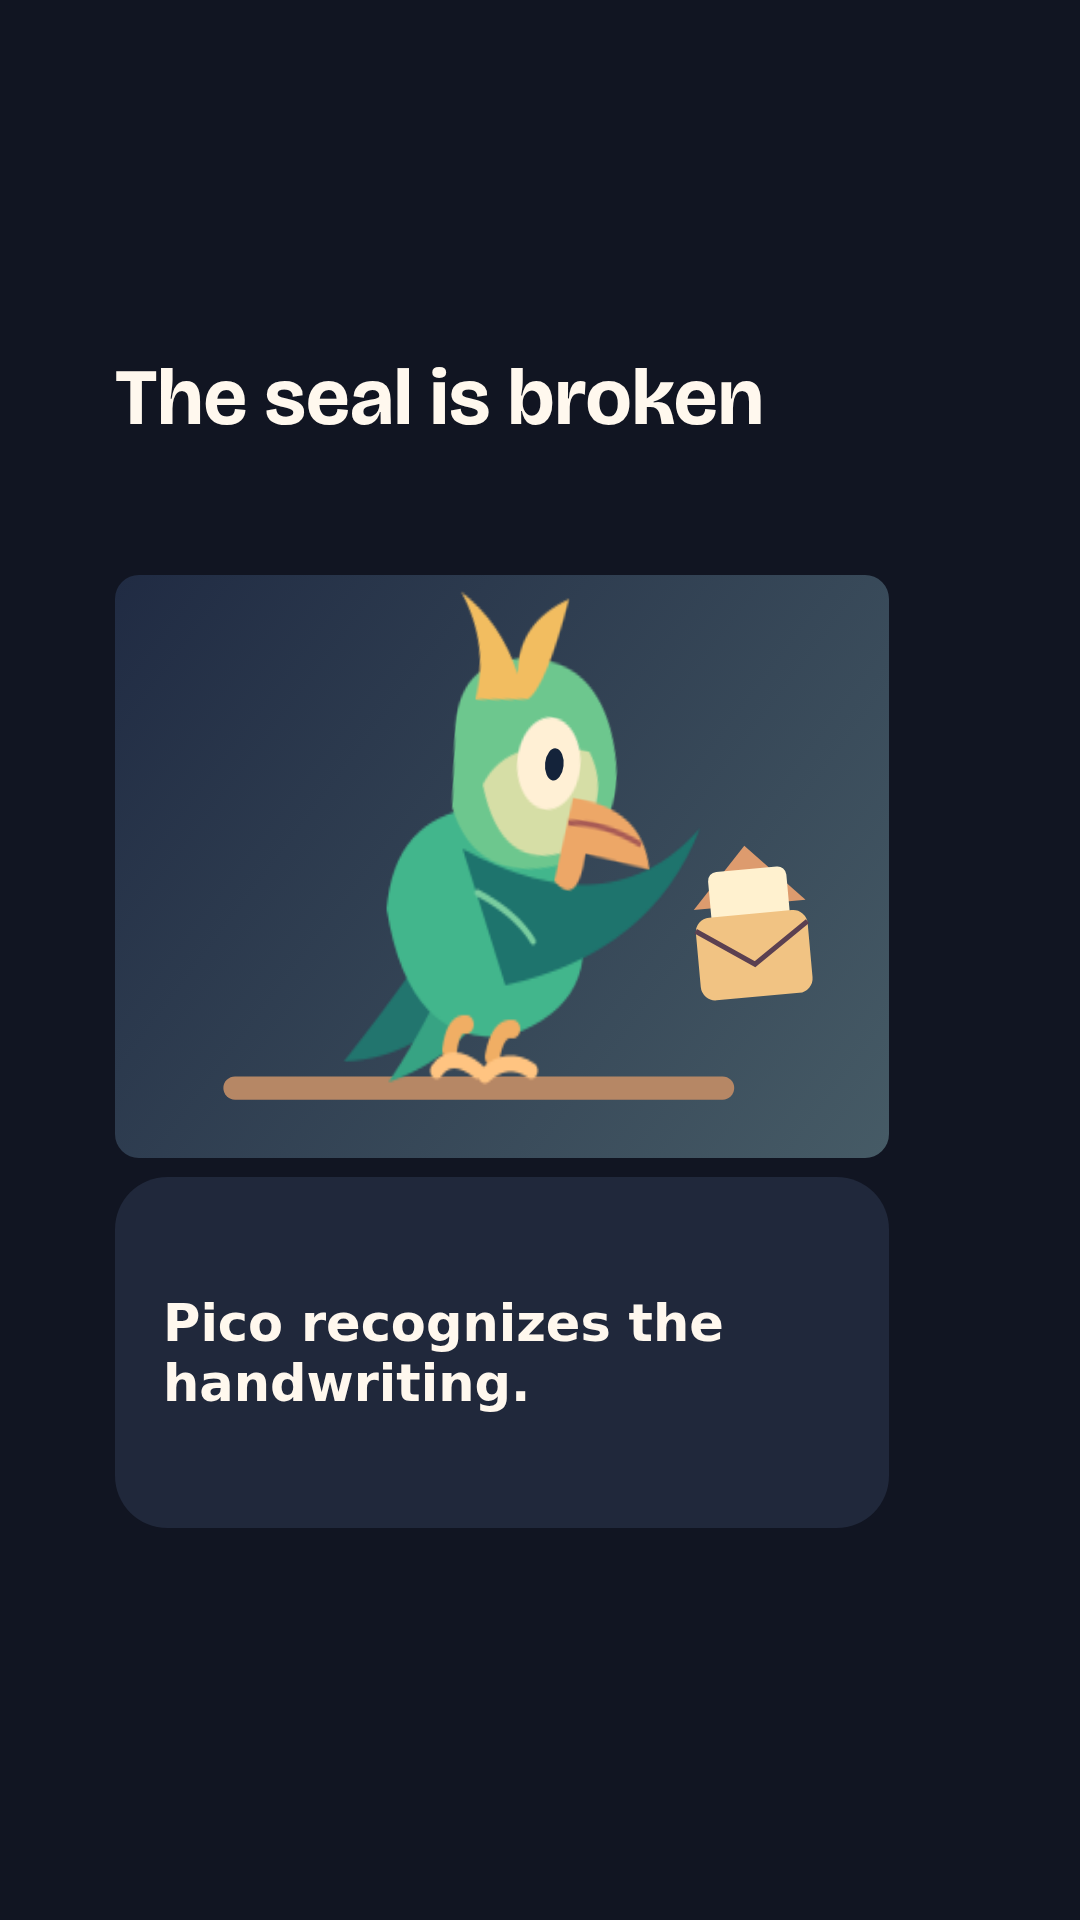 The seal is broken
Pico recognizes the
handwriting.